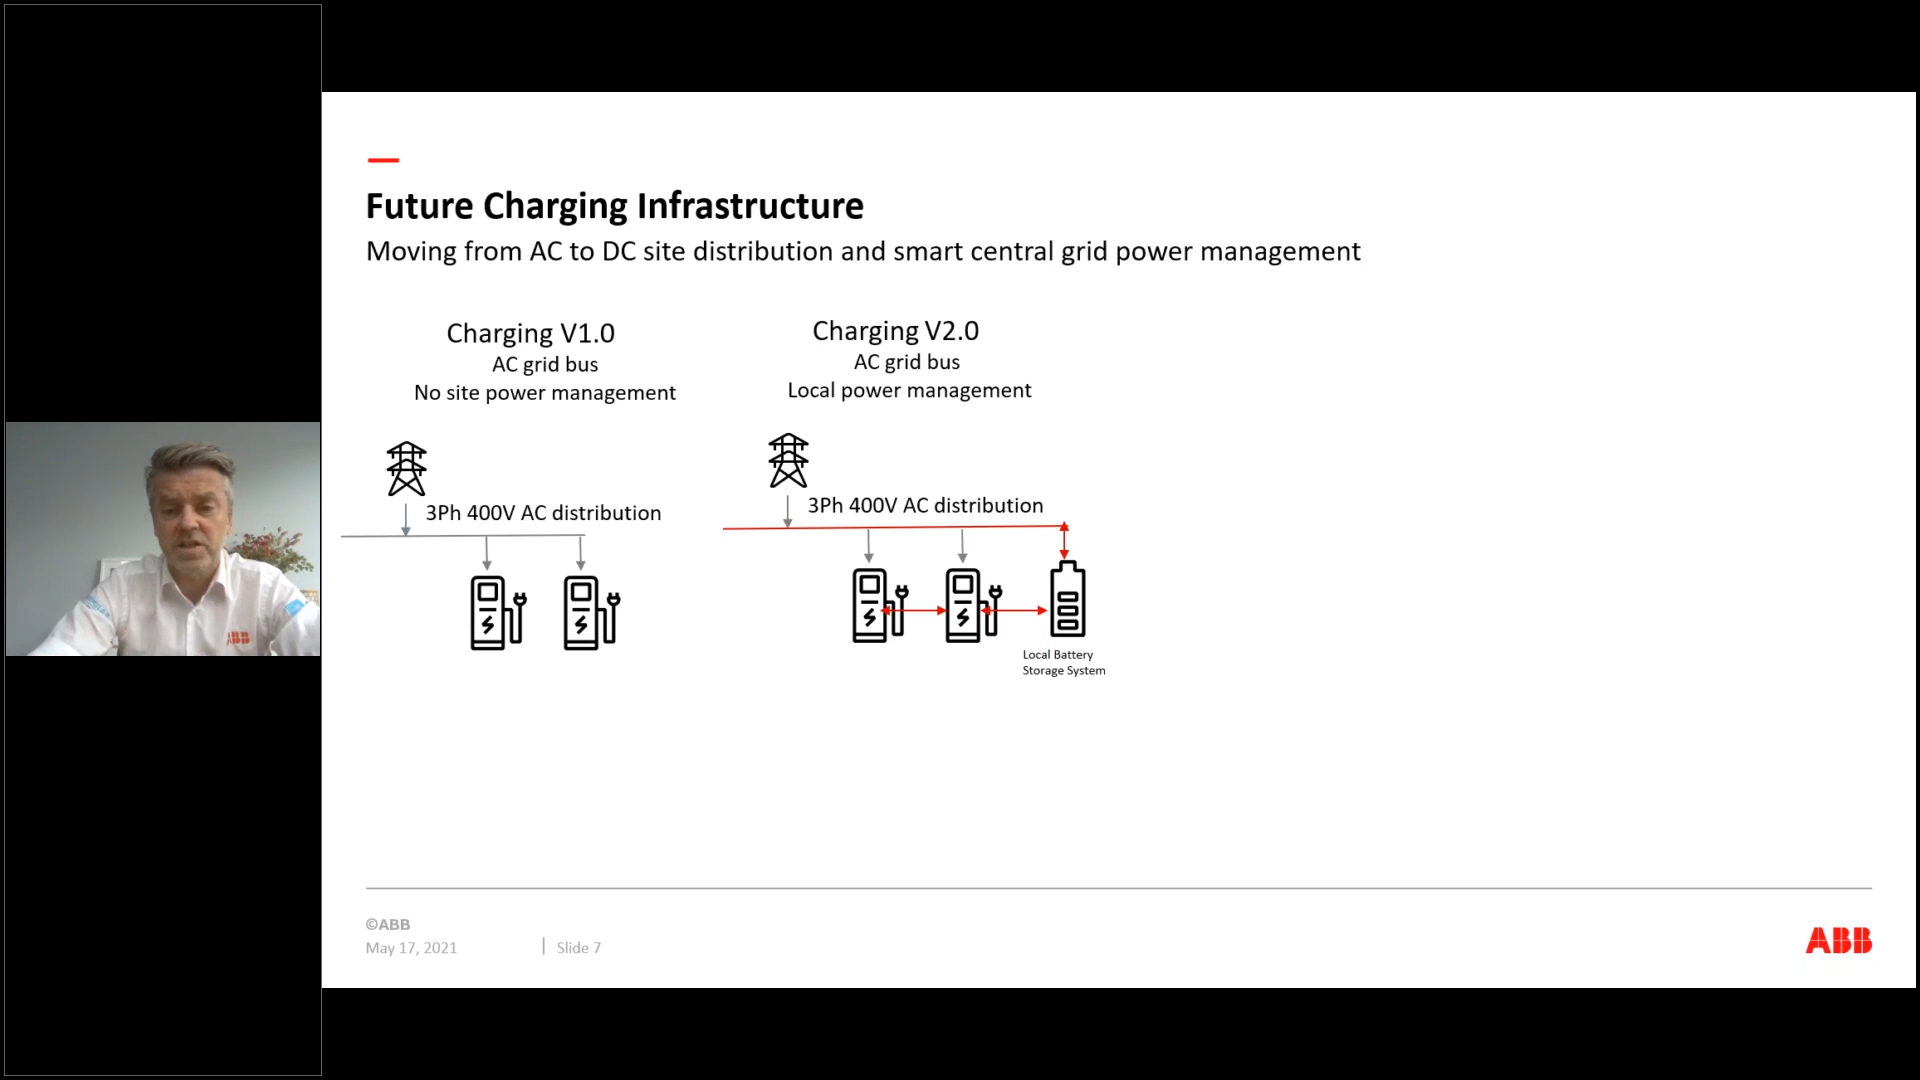 Future Charging Infrastructure
Moving from AC to DC site distribution and smart central grid power management
Charging V1.0
AC grid bus
No site power management
3Ph 400V AC distribution
Charging V2.0
AC grid bus
Local power management
3Ph 400V AC distribution
Local Battery
Storage System
ABB
©ABB
May 17, 2021
Slide 7
ABB